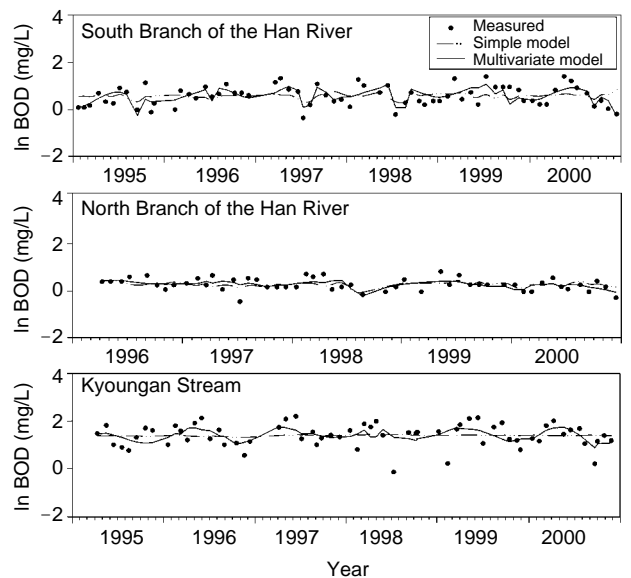 4
2
0
−2
ln BOD (mg/L)
South Branch of the Han River
Measured
Simple model
Multivariate model
1995 1996 1997 1998 1999 2000
4
2
0
−2
ln BOD (mg/L)
North Branch of the Han River
1996 1997 1998 1999 2000
4
2
0
−2
ln BOD (mg/L)
Kyoungan Stream
1995 1996 1997 1998 1999 2000
Year